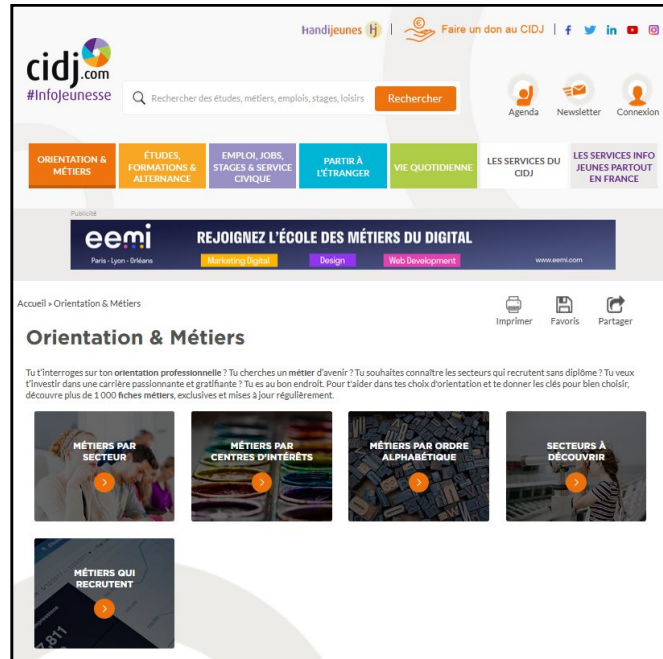 Handijeunes Hj
Faire un don au CIDJ
cidj.com
#InfoJeunesse
Rechercher des études, métiers, emplois, stages, loisirs
Rechercher
Agenda
Newsletter
Connexion
ORIENTATION &
MÉTIERS
ÉTUDES,
FORMATIONS &
ALTERNANCE
EMPLOI, JOBS,
STAGES & SERVICE
CIVIQUE
PARTIR À
L'ÉTRANGER
VIE QUOTIDIENNE
LES SERVICES DU
CIDJ
LES SERVICES INFO
JEUNES PARTOUT
EN FRANCE
Publicité
eemi
Paris - Lyon - Orléans
REJOIGNEZ L'ÉCOLE DES MÉTIERS DU DIGITAL
Marketing Digital
Design
Web Development
www.eemi.com
Accueil » Orientation & Métiers
Imprimer
Favoris
Partager
Orientation & Métiers
Tu t'interroges sur ton orientation professionnelle ? Tu cherches un métier d'avenir ? Tu souhaites connaître les secteurs qui recrutent sans diplôme ? Tu veux
t'investir dans une carrière passionnante et gratifiante ? Tu es au bon endroit. Pour t'aider dans tes choix d'orientation et te donner les clés pour bien choisir,
découvre plus de 1 000 fiches métiers, exclusives et mises à jour régulièrement.
MÉTIERS PAR
SECTEUR
MÉTIERS PAR
CENTRES D'INTÉRÊTS
MÉTIERS PAR ORDRE
ALPHABÉTIQUE
SECTEURS À
DÉCOUVRIR
MÉTIERS QUI
RECRUTENT